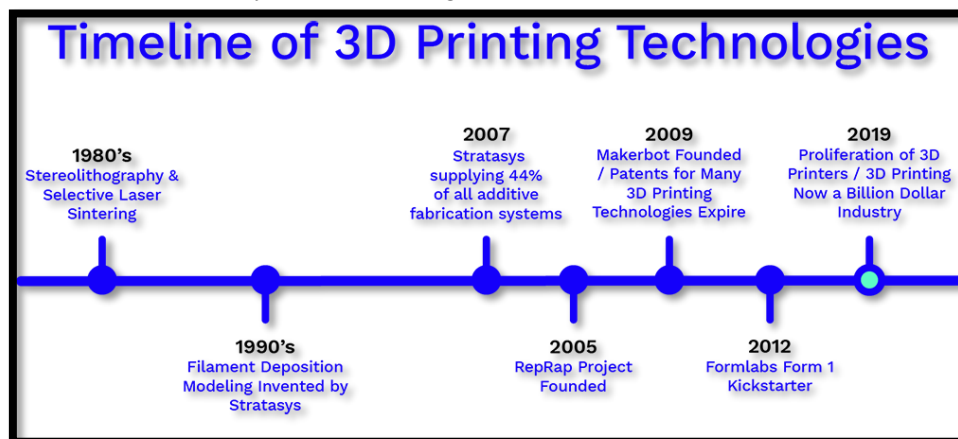 Timeline of 3D Printing Technologies
1980's
Stereolithography &
Selective Laser
Sintering
1990's
Filament Deposition
Modeling Invented by
Stratasys
2007
Stratasys
supplying 44%
of all additive
fabrication systems
2005
RepRap Project
Founded
2009
Makerbot Founded
/ Patents for Many
3D Printing
Technologies Expire
2012
Formlabs Form 1
Kickstarter
2019
Proliferation of 3D
Printers / 3D Printing
Now a Billion Dollar
Industry